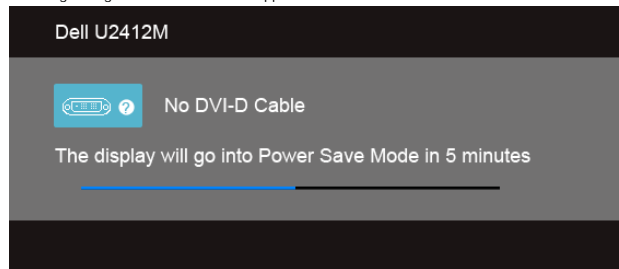 Dell U2412M
?
No DVI-D Cable
The display will go into Power Save Mode in 5 minutes